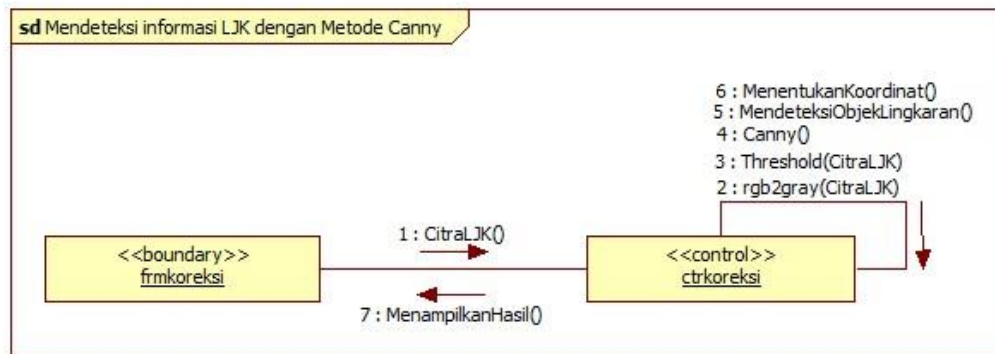 sd Mendeteksi informasi LJK dengan Metode Canny
6 : MenentukanKoordinat()
5 : MendeteksiObjekLingkaran()
4 : Canny()
3 : Threshold(CitraLJK)
2 : rgb2gray(CitraLJK)
1 : CitraLJK()
<<boundary>>
frmkoreksi
<<control>>
ctrkoreksi
7 : MenampilkanHasil()